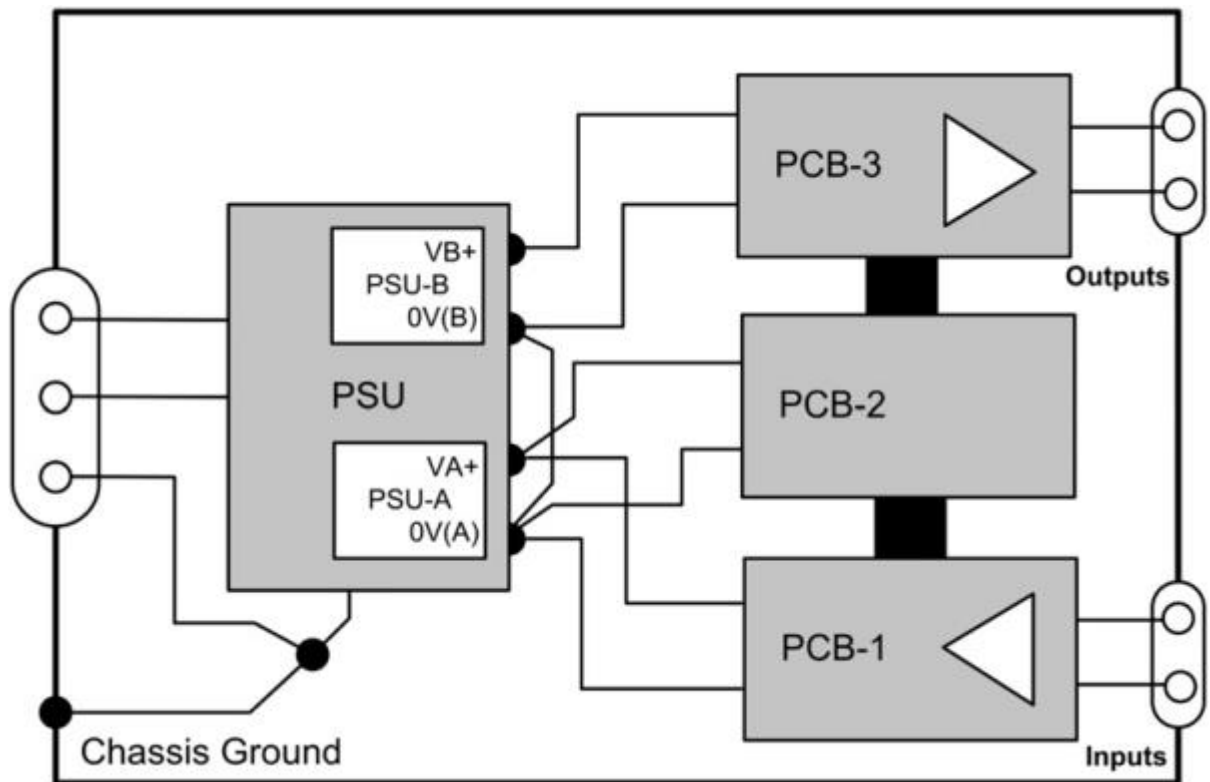 PCB-3
Outputs
VB+
PSU-B
0V(B)
PSU
VA+
PSU-A
0V(A)
PCB-2
PCB-1
Inputs
Chassis Ground